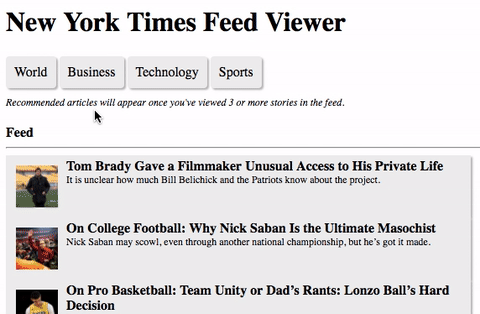 New York Times Feed Viewer
World Business Technology Sports
Recommended articles will appear once you've viewed 3 or more stories in the feed.
Feed
Tom Brady Gave a Filmmaker Unusual Access to His Private Life
It is unclear how much Bill Belichick and the Patriots know about the project.
On College Football: Why Nick Saban Is the Ultimate Masochist
Nick Saban may scowl, even through another national championship, but he’s got it made.
On Pro Basketball: Team Unity or Dad’s Rants: Lonzo Ball’s Hard
Decision